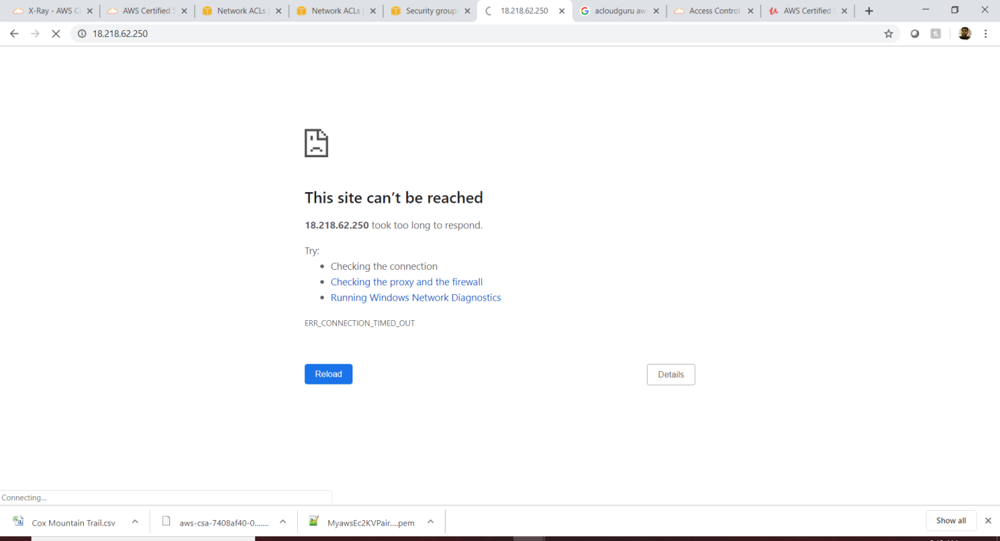 X-Ray - AWS C
AWS Certified S
Network ACLs |
Network ACLs |
Security groups
18.218.62.250
acloudguru aw
Access Control
AWS Certified S
18.218.62.250
This site can't be reached
18.218.62.250 took too long to respond.
Try:
Checking the connection
Checking the proxy and the firewall
Running Windows Network Diagnostics
ERR_CONNECTION_TIMED_OUT
Reload
Details
Connecting...
Cox Mountain Trail.csv
aws-csa-7408af40-0.......
MyawsEc2KVPair....pem
Show all